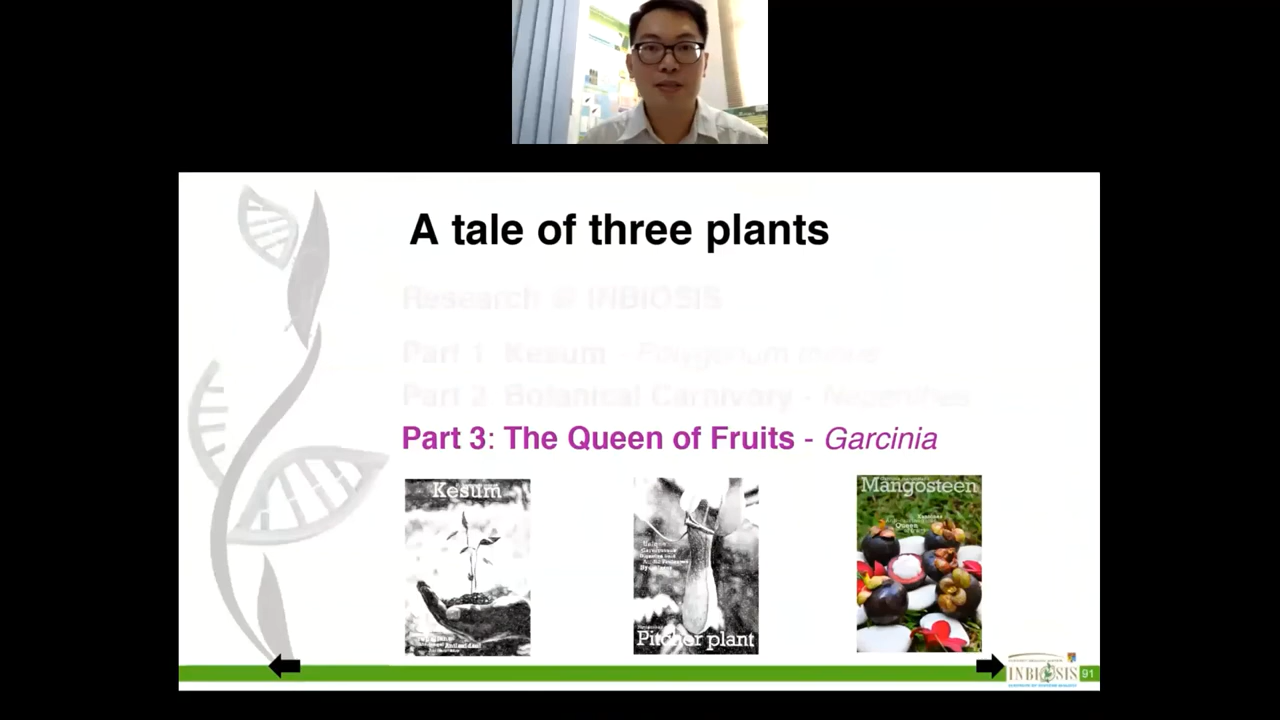 A tale of three plants
Research @ INBIOSIS
Part 1 Kesum - Polygonum minus
Part 2 Botanical Carnivory - Nepenthes
Part 3: The Queen of Fruits - Garcinia
Kesum
Pitcher plant
Mangosteen
Queen
INBIOSIS
91